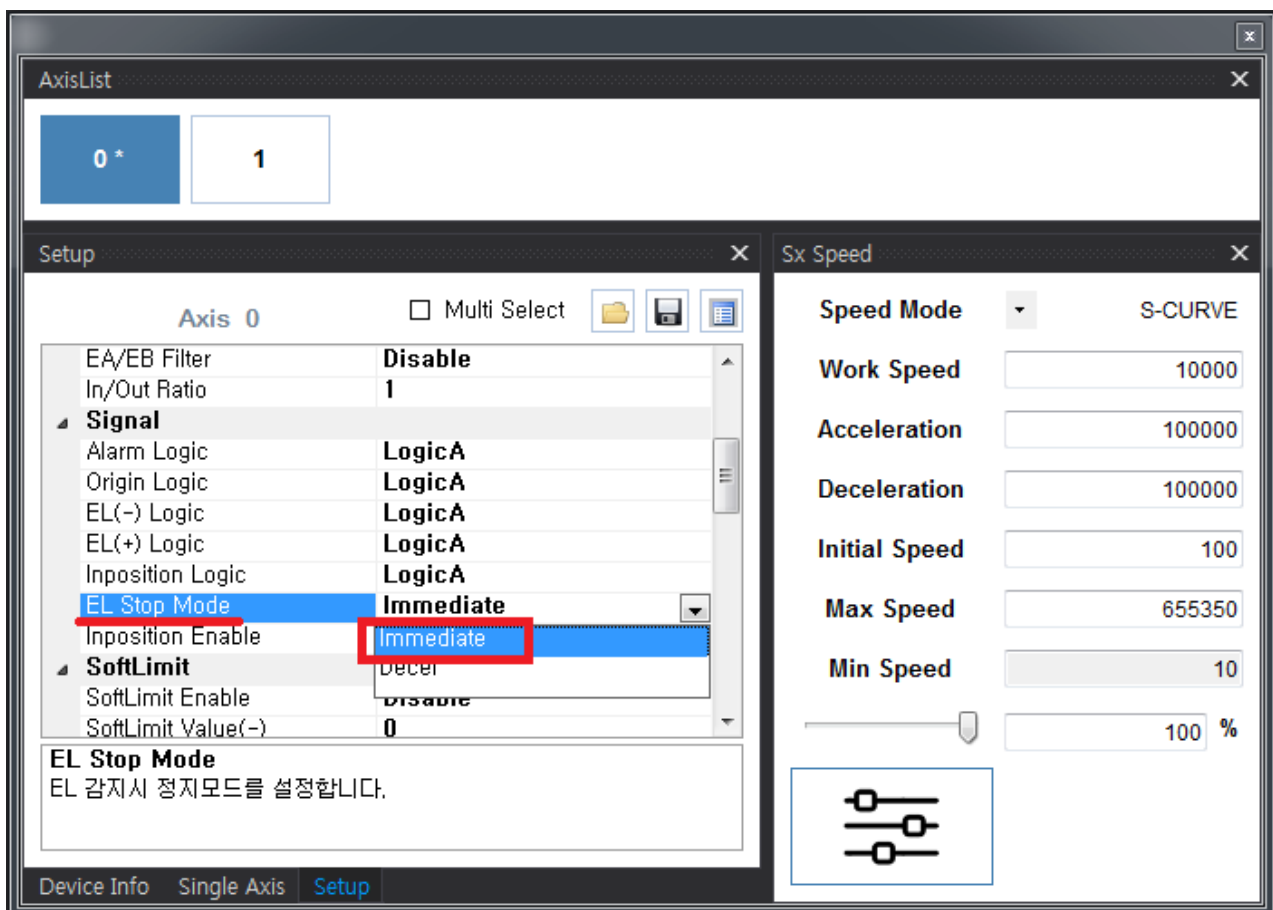 AxisList
0 *
1
Setup
Axis 0
Multi Select
EA/EB Filter Disable
In/Out Ratio 1
Signal
Alarm Logic LogicA
Origin Logic LogicA
EL(-) Logic LogicA
EL(+) Logic LogicA
Inposition Logic LogicA
EL Stop Mode Immediate
Inposition Enable Immediate
SoftLimit Decel
SoftLimit Enable Disable
SoftLimit Value(-) 0
EL Stop Mode
EL 감지시 정지모드를 설정합니다.
Device Info Single Axis Setup
Sx Speed
Speed Mode S-CURVE
Work Speed 10000
Acceleration 100000
Deceleration 100000
Initial Speed 100
Max Speed 655350
Min Speed 10
100 %